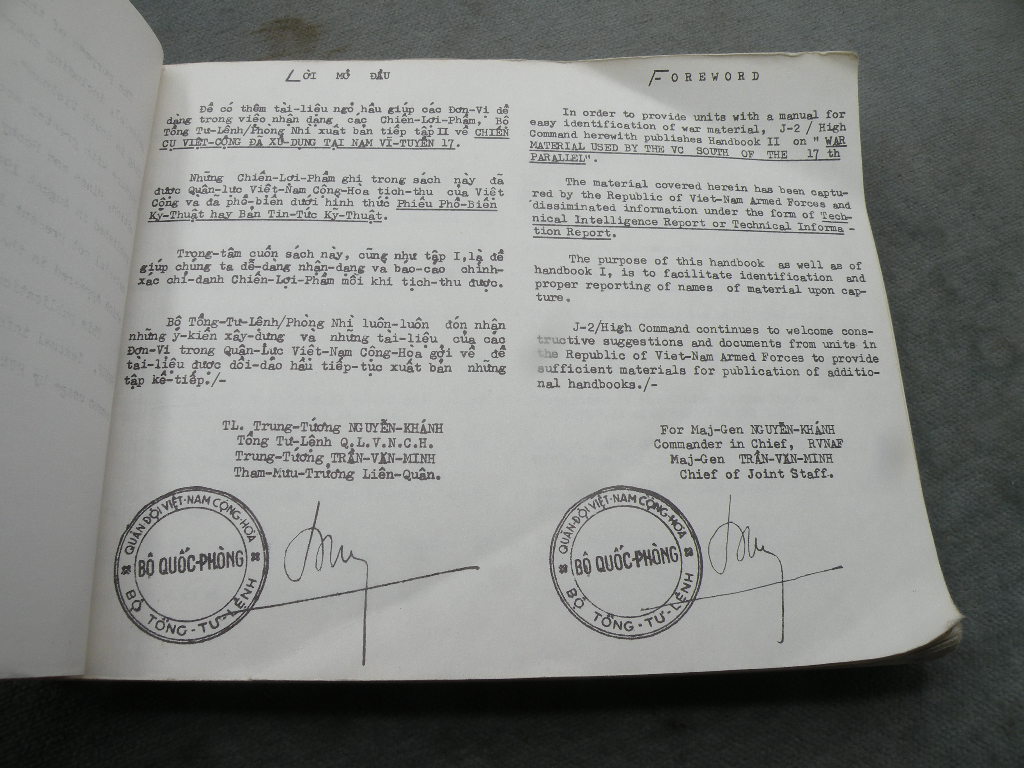 LỜI MỞ ĐẦU
Để có thêm tài-liệu ngỏ hầu giúp các Đơn-Vị dể
dàng trong việc nhận dạng các Chiến-Lợi-Phẩm, Bộ
Tổng Tư-Lệnh/Phòng Nhì xuất bản tiếp tập II về CHIẾN
CỤ VIỆT-CỘNG ĐÃ XỬ-DỤNG TẠI NAM VĨ-TUYẾN 17.
Những Chiến-Lợi-Phẩm ghi trong sách nầy đã
được Quân-lực Việt-Nam Cộng-Hòa tịch-thu của Việt
Cộng và đã phổ-biến dưới hình thức Phiếu Phổ-Biến
Kỹ-Thuật hay Bản Tin-Tức Kỹ-Thuật.
Trọng-tâm cuốn sách nầy, cũng như tập I, là để
giúp chúng ta dễ-dàng nhận-dạng và báo-cáo chính-
xác chỉ-danh Chiến-Lợi-Phẩm mỗi khi tịch-thu được.
Bộ Tổng-Tư-Lệnh/Phòng Nhì luôn-luôn đón nhận
những ý-kiến xây-dựng và những tài-liệu của các
Đơn-Vị trong Quân-Lực Việt-Nam Cộng-Hòa gởi về để
tài-liệu được dồi-dào hầu tiếp-tục xuất bản những
tập kế-tiếp./-
TL. Trung-Tướng NGUYỄN-KHÁNH
Tổng Tư-Lệnh Q.L.V.N.C.H.
Trung-Tướng TRẦN-VĂN-MINH
Tham-Mưu-Trưởng Liên-Quân.
QUÂN-ĐỘI VIỆT-NAM CỘNG-HÒA
BỘ QUỐC-PHÒNG
BỘ TỔNG-TƯ-LỆNH
FOREWORD
In order to provide units with a manual for
easy identification of war material, J-2 / High
Command herewith publishes Handbook II on " WAR
MATERIAL USED BY THE VC SOUTH OF THE 17 th
PARALLEL".
The material covered herein has been captu-
red by the Republic of Viet-Nam Armed Forces and
dissiminated information under the form of Tech-
nical Intelligence Report or Technical Informa-
tion Report.
The purpose of this handbook as well as of
handbook I, is to facilitate identification and
proper reporting of names of material upon cap-
ture.
J-2/High Command continues to welcome cons-
tructive suggestions and documents from units in
the Republic of Viet-Nam Armed Forces to provide
sufficient materials for publication of additio-
nal handbooks./-
For Maj-Gen NGUYỄN-KHÁNH
Commander in Chief, RVNAF
Maj-Gen TRẦN-VĂN-MINH
Chief of Joint Staff.
QUÂN-ĐỘI VIỆT-NAM CỘNG-HÒA
BỘ QUỐC-PHÒNG
BỘ TỔNG-TƯ-LỆNH